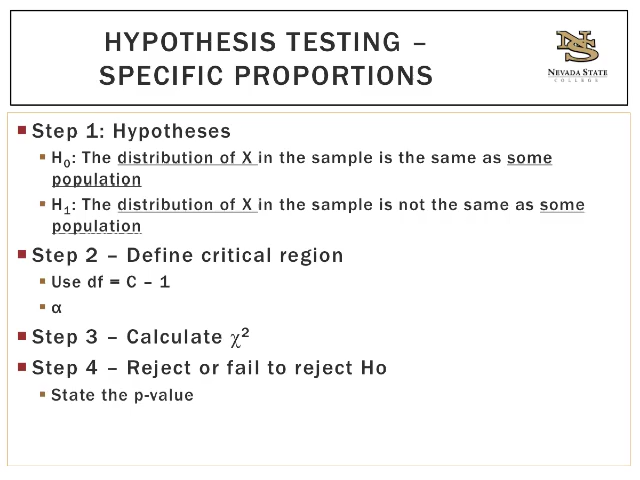 HYPOTHESIS TESTING –
SPECIFIC PROPORTIONS
NS
NEVADA STATE
COLLEGE
Step 1: Hypotheses
H₀: The distribution of X in the sample is the same as some
population
H₁: The distribution of X in the sample is not the same as some
population
Step 2 – Define critical region
Use df = C – 1
α
Step 3 – Calculate χ²
Step 4 – Reject or fail to reject Ho
State the p-value